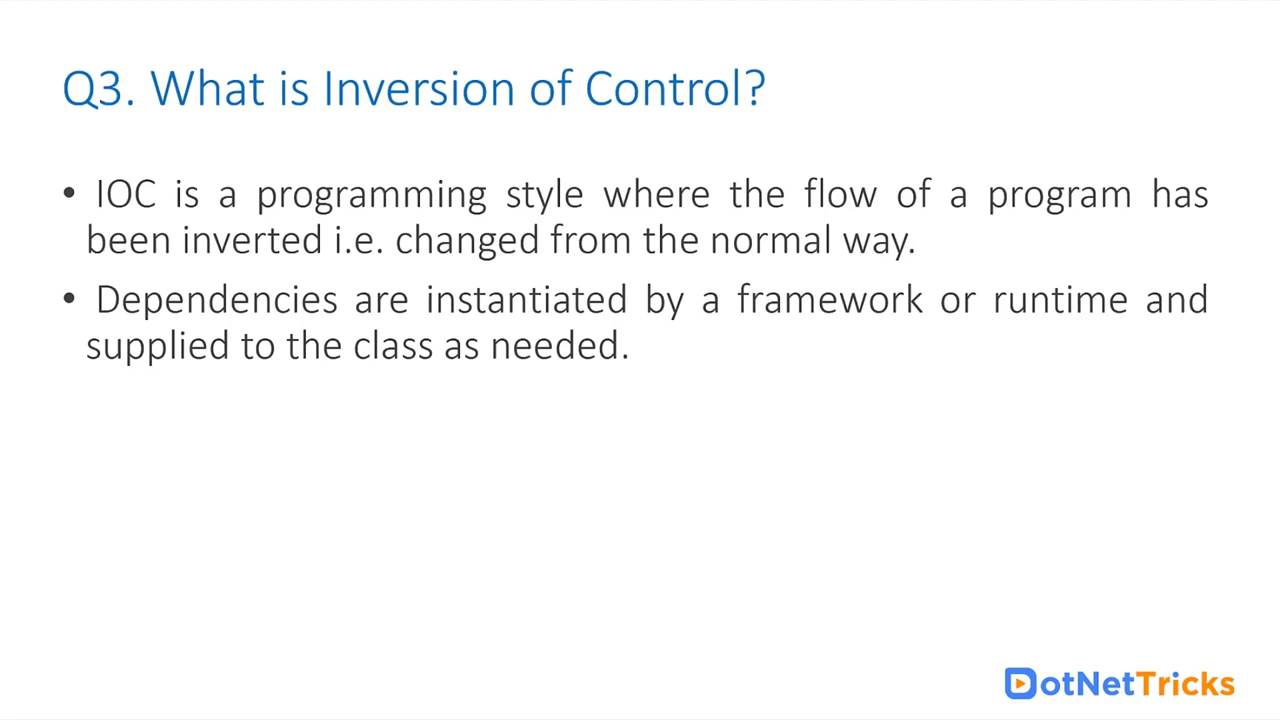 Q3. What is Inversion of Control?
• IOC is a programming style where the flow of a program has
been inverted i.e. changed from the normal way.
• Dependencies are instantiated by a framework or runtime and
supplied to the class as needed.
DotNetTricks